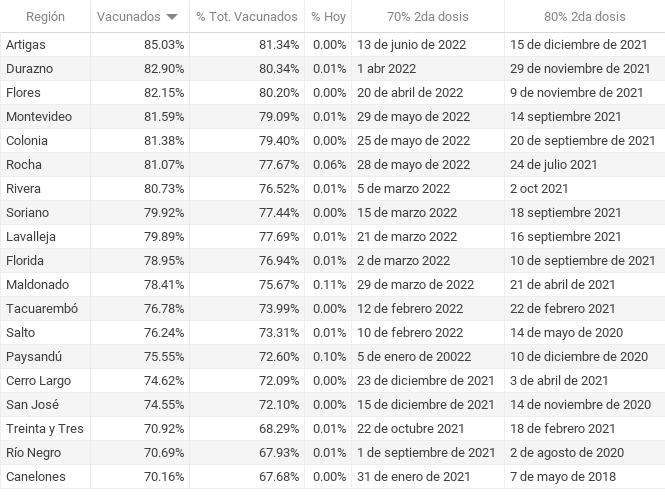 Región Vacunados % Tot. Vacunados % Hoy 70% 2da dosis 80% 2da dosis
Artigas 85.03% 81.34% 0.00% 13 de junio de 2022 15 de diciembre de 2021
Durazno 82.90% 80.34% 0.01% 1 abr 2022 29 de noviembre de 2021
Flores 82.15% 80.20% 0.00% 20 de abril de 2022 9 de noviembre de 2021
Montevideo 81.59% 79.09% 0.01% 29 de mayo de 2022 14 septiembre 2021
Colonia 81.38% 79.40% 0.00% 25 de mayo de 2022 20 de septiembre de 2021
Rocha 81.07% 77.67% 0.06% 28 de mayo de 2022 24 de julio 2021
Rivera 80.73% 76.52% 0.01% 5 de marzo 2022 2 oct 2021
Soriano 79.92% 77.44% 0.00% 15 de marzo 2022 18 septiembre 2021
Lavalleja 79.89% 77.69% 0.01% 21 de marzo 2022 16 septiembre 2021
Florida 78.95% 76.94% 0.01% 2 de marzo 2022 10 de septiembre de 2021
Maldonado 78.41% 75.67% 0.11% 29 de marzo de 2022 21 de abril de 2021
Tacuarembó 76.78% 73.99% 0.00% 12 de febrero 2022 22 de febrero de 2021
Salto 76.24% 73.31% 0.01% 10 de febrero 2022 14 de mayo de 2020
Paysandú 75.55% 72.60% 0.10% 5 de enero de 20022 10 de diciembre de 2020
Cerro Largo 74.62% 72.09% 0.00% 23 de diciembre de 2021 3 de abril de 2021
San José 74.55% 72.10% 0.00% 15 de diciembre de 2021 14 de noviembre de 2020
Treinta y Tres 70.92% 68.29% 0.01% 22 de octubre 2021 18 de febrero de 2021
Río Negro 70.69% 67.93% 0.01% 1 de septiembre de 2021 2 de agosto de 2020
Canelones 70.16% 67.68% 0.00% 31 de enero de 2021 7 de mayo de 2018